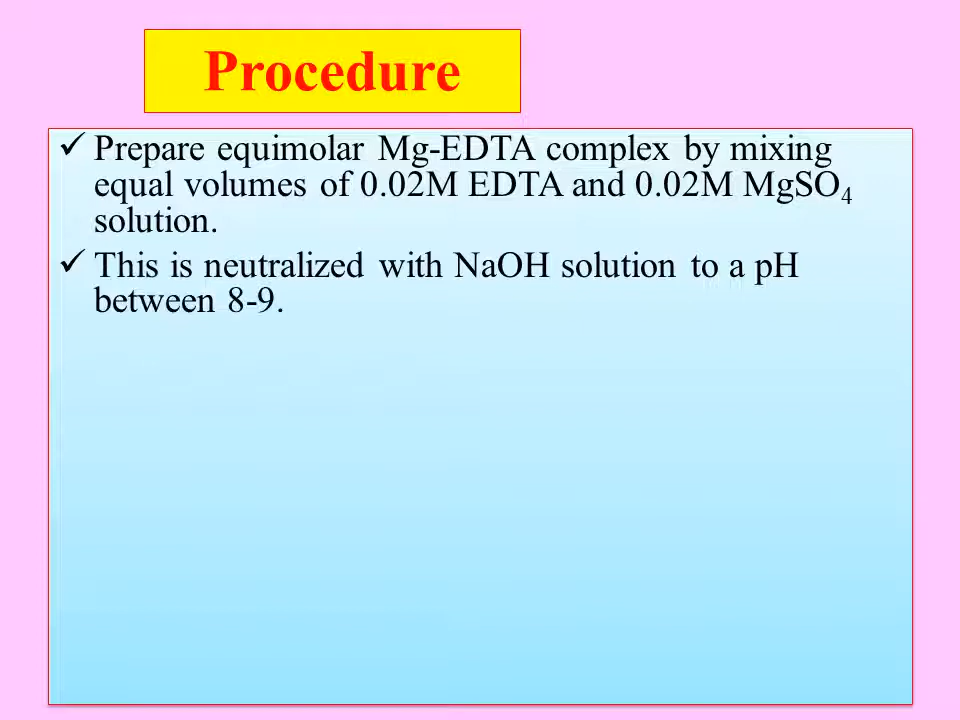 Procedure
✓ Prepare equimolar Mg-EDTA complex by mixing
equal volumes of 0.02M EDTA and 0.02M MgSO₄
solution.
✓ This is neutralized with NaOH solution to a pH
between 8-9.